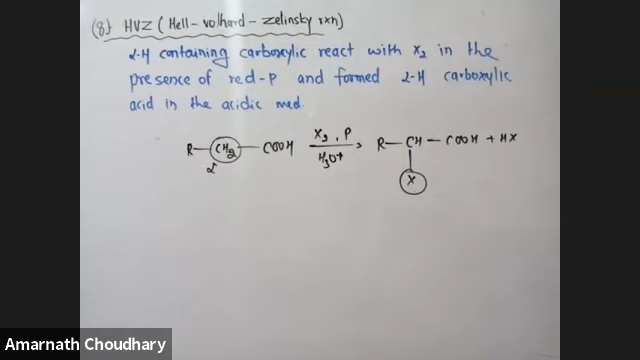 (8) HVZ (Hell-volhard-zelinsky rxn)
α-H containing carboxylic react with X2 in the
presence of red-P and formed α-H carboxylic
acid in the acidic med.
R-CH2-COOH X2, P R-CH-COOH + HX
α H3O+ X
Amarnath Choudhary